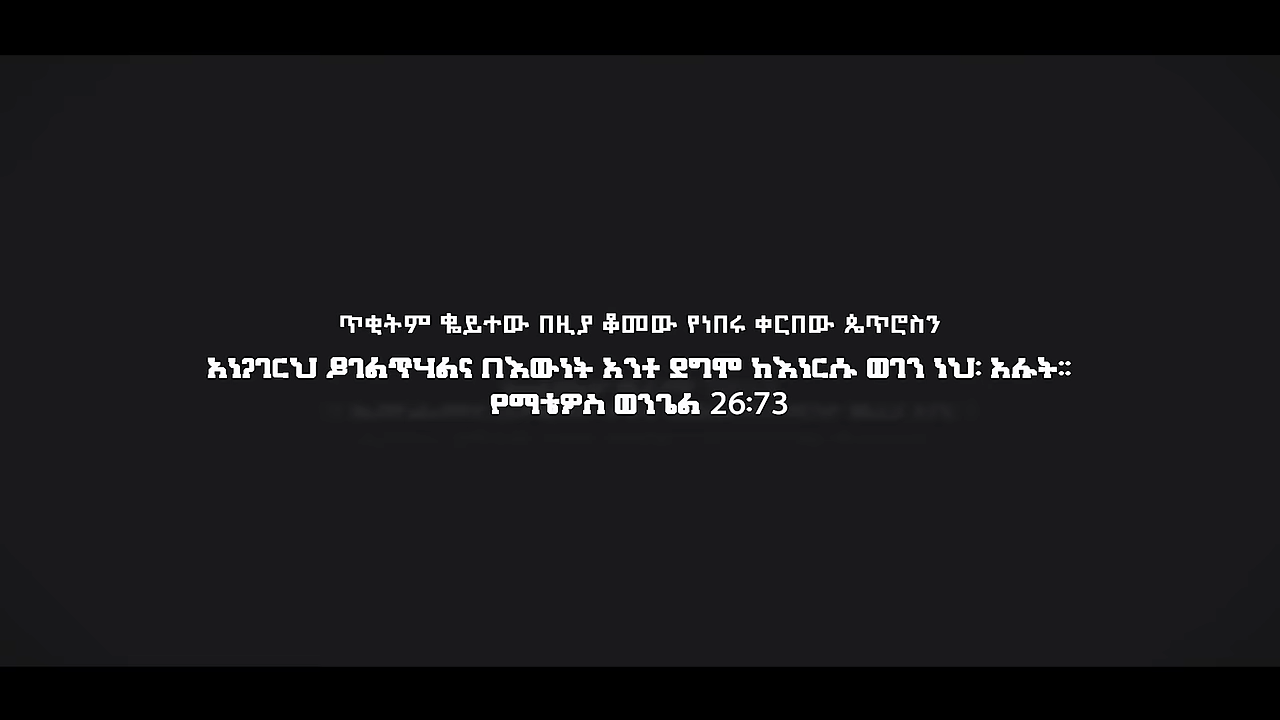 ጥቂትም ቈይተው በዚያ ቆመው የነበሩ ቀርበው ጴጥሮስን
አነጋገርህ ይገልጥሃልና በእውነት አንተ ደግሞ ከእነርሱ ወገን ነህ፡ አሉት።
የማቴዎስ ወንጌል 26:73